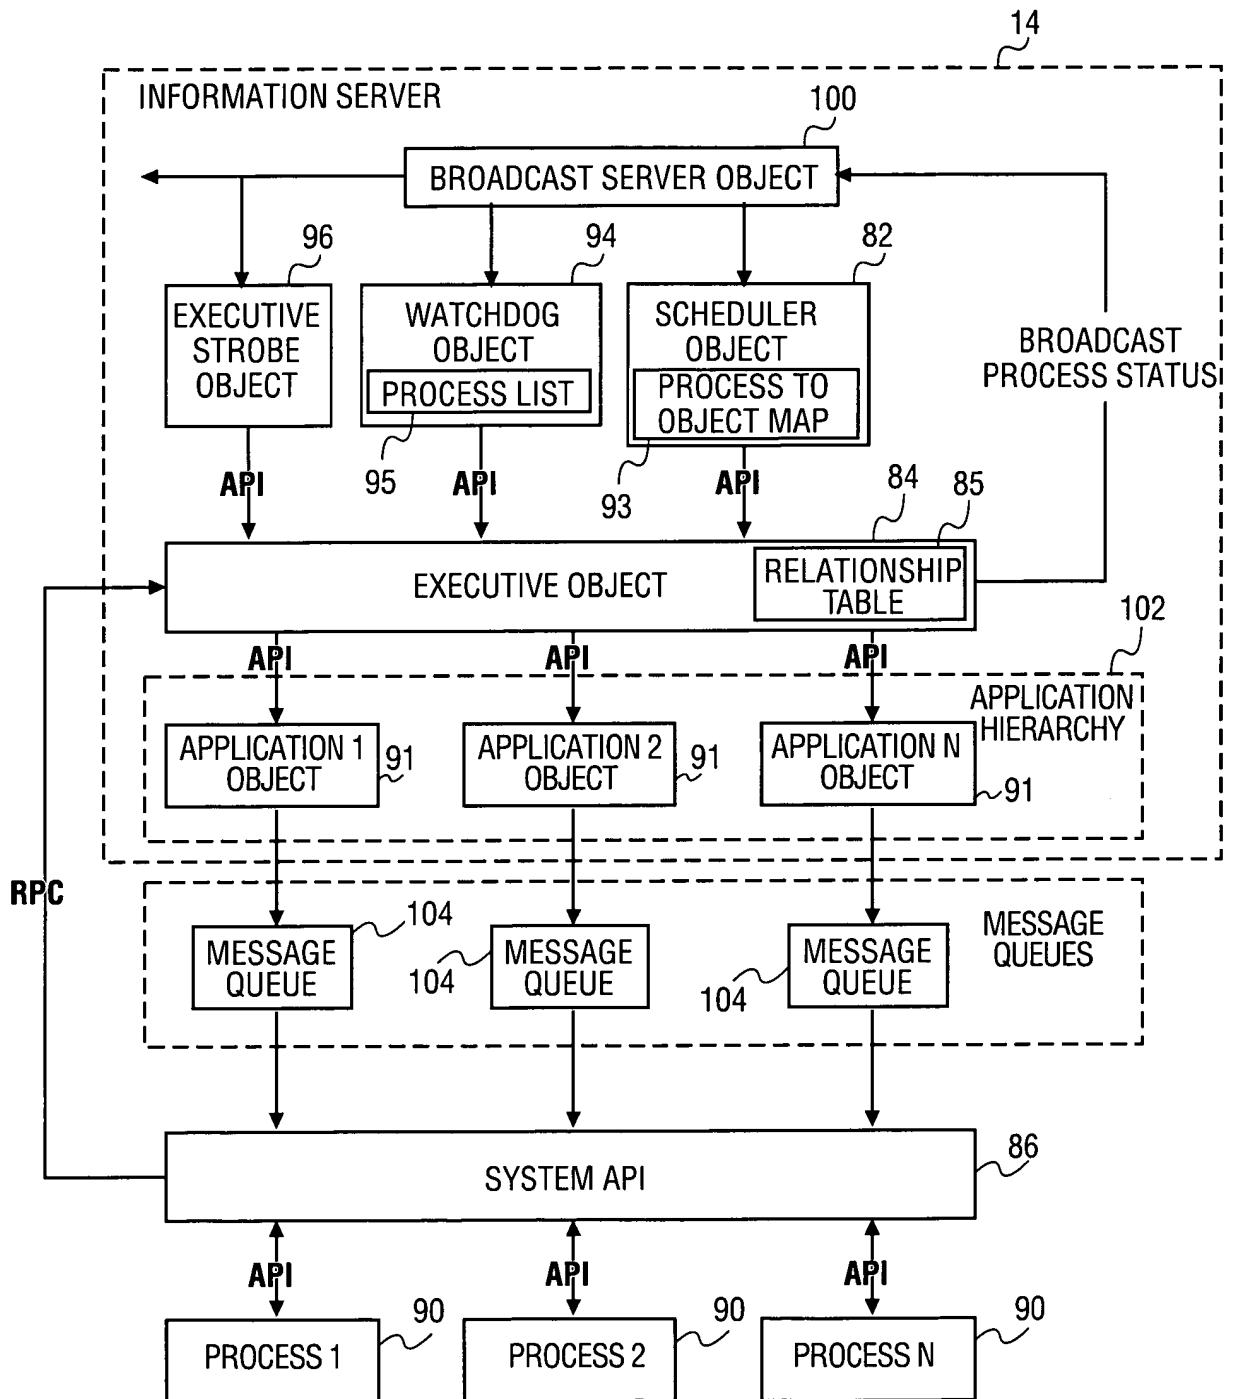 14
INFORMATION SERVER
100
BROADCAST SERVER OBJECT
96
94
82
EXECUTIVE
STROBE
OBJECT
WATCHDOG
OBJECT
PROCESS LIST
SCHEDULER
OBJECT
PROCESS TO
OBJECT MAP
BROADCAST
PROCESS STATUS
95
93
API
API
API
84
85
EXECUTIVE OBJECT
RELATIONSHIP
TABLE
102
API
API
API
APPLICATION
HIERARCHY
APPLICATION 1
OBJECT
91
APPLICATION 2
OBJECT
91
APPLICATION N
OBJECT
91
RPC
104
MESSAGE
QUEUE
104
MESSAGE
QUEUE
104
MESSAGE
QUEUE
MESSAGE
QUEUES
SYSTEM API
86
API
API
API
90
90
90
PROCESS 1
PROCESS 2
PROCESS N